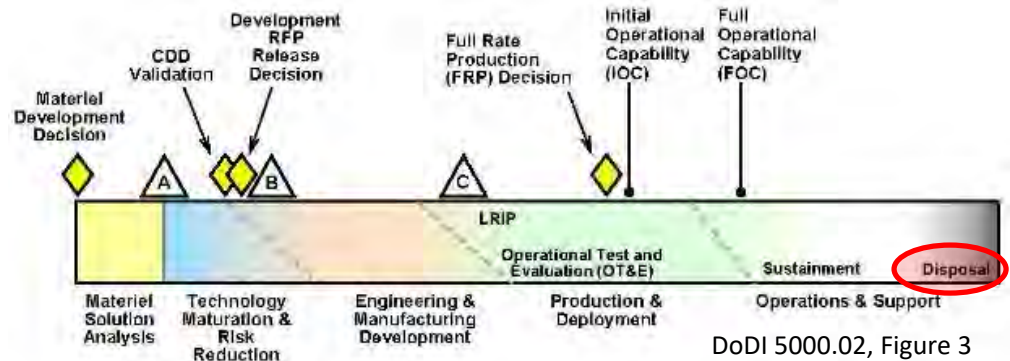 Materiel
Development
Decision
CDD
Validation
Development
RFP
Release
Decision
Full Rate
Production
(FRP) Decision
Initial
Operational
Capability
(IOC)
Full
Operational
Capability
(FOC)
A
B
C
LRIP
Operational Test and
Evaluation (OT&E)
Sustainment
Disposal
Materiel
Solution
Analysis
Technology
Maturation &
Risk
Reduction
Engineering &
Manufacturing
Development
Production &
Deployment
Operations & Support
DoDI 5000.02, Figure 3